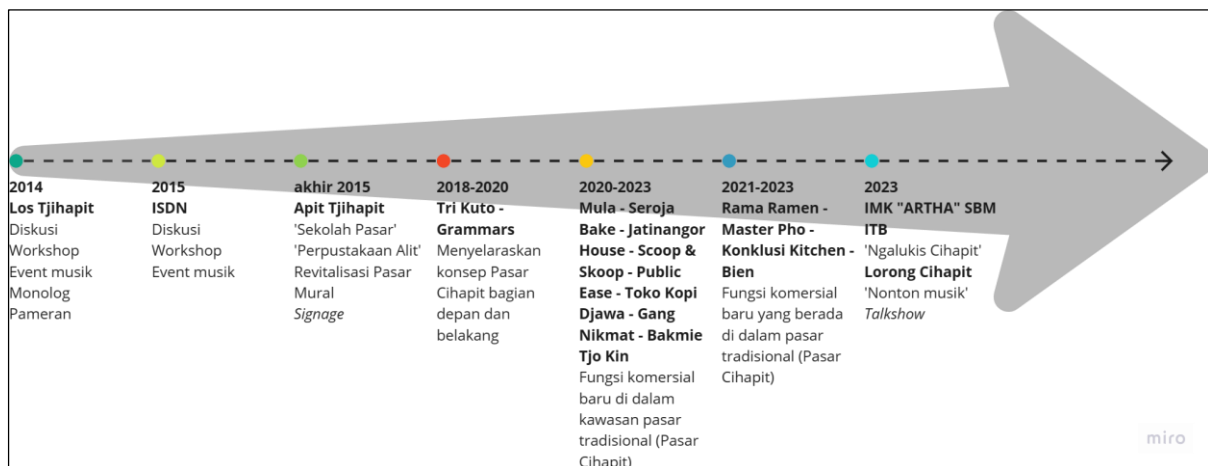 2014
Los Tjihapit
Diskusi
Workshop
Event musik
Monolog
Pameran
2015
ISDN
Diskusi
Workshop
Event musik
akhir 2015
Apit Tjihapit
'Sekolah Pasar'
'Perpustakaan Alit'
Revitalisasi Pasar
Mural
Signage
2018-2020
Tri Kuto -
Grammars
Menyelaraskan
konsep Pasar
Cihapit bagian
depan dan
belakang
2020-2023
Mula - Seroja
Bake - Jatinangor
House - Scoop &
Skoop - Public
Ease - Toko Kopi
Djawa - Gang
Nikmat - Bakmie
Tjo Kin
Fungsi komersial
baru di dalam
kawasan pasar
tradisional (Pasar
Cihapit)
2021-2023
Rama Ramen -
Master Pho -
Konklusi Kitchen -
Bien
Fungsi komersial
baru yang berada
di dalam pasar
tradisional (Pasar
Cihapit)
2023
IMK "ARTHA" SBM
ITB
'Ngalukis Cihapit'
Lorong Cihapit
'Nonton musik'
Talkshow
miro